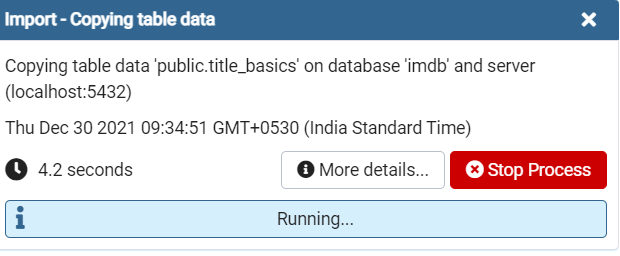 Import - Copying table data
Copying table data 'public.title_basics' on database 'imdb' and server
(localhost:5432)
Thu Dec 30 2021 09:34:51 GMT+0530 (India Standard Time)
4.2 seconds More details... Stop Process
Running...